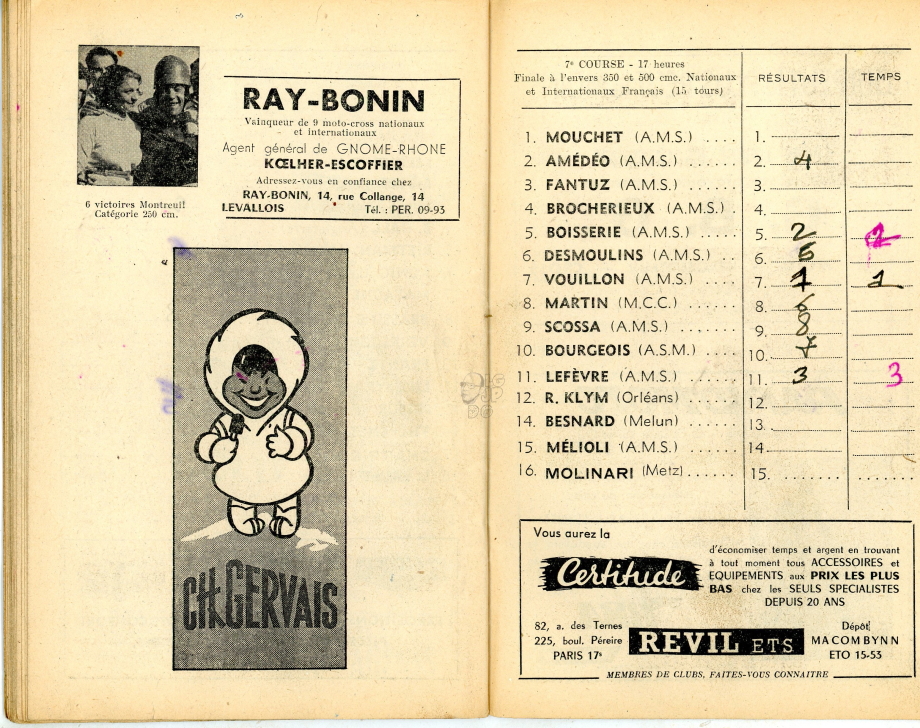 RAY-BONIN
Vainqueur de 9 moto-cross nationaux
et internationaux
Agent général de GNOME-RHONE
KŒLHER-ESCOFFIER
Adressez-vous en confiance chez
RAY-BONIN, 14, rue Collange, 14
LEVALLOIS Tél. : PER. 09-93
6 victoires Montreuil
Catégorie 250 cm.
CH. GERVAIS
7e COURSE - 17 heures
Finale à l'envers 350 et 500 cmc. Nationaux
et Internationaux Français (15 tours)
RÉSULTATS TEMPS
1. MOUCHET (A.M.S.) .... 1.
2. AMÉDÉO (A.M.S.) ...... 2. 4
3. FANTUZ (A.M.S.) ...... 3.
4. BROCHERIEUX (A.M.S.) . 4.
5. BOISSERIE (A.M.S.) .... 5. 2 2
6. DESMOULINS (A.M.S.) .. 6. 5
7. VOUILLON (A.M.S.) .... 7. 1 1
8. MARTIN (M.C.C.) ...... 8. 6
9. SCOSSA (A.M.S.) ...... 9. 8
10. BOURGEOIS (A.S.M.) .... 10. 7
11. LEFÈVRE (A.M.S.) ...... 11. 3 3
12. R. KLYM (Orléans) ..... 12.
14. BESNARD (Melun) ...... 13.
15. MÉLIOLI (A.M.S.) ...... 14.
16. MOLINARI (Metz) ...... 15. ....... .......
Vous aurez la
Certitude
d'économiser temps et argent en trouvant
à tout moment tous ACCESSOIRES et
EQUIPEMENTS aux PRIX LES PLUS
BAS chez les SEULS SPECIALISTES
DEPUIS 20 ANS
82, a. des Ternes
225, boul. Péreire
PARIS 17e
REVIL ETS
Dépôt
MACOMBYNN
ETO 15-53
MEMBRES DE CLUBS, FAITES-VOUS CONNAITRE